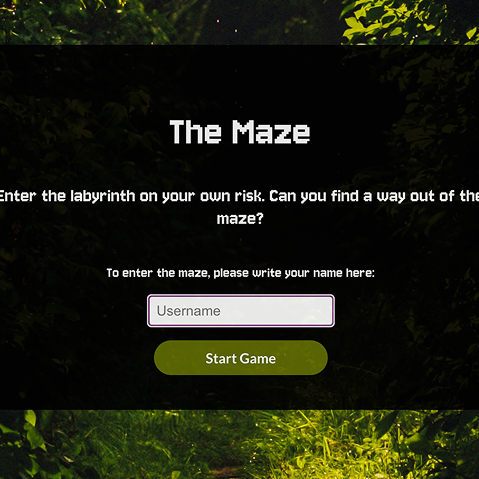 The Maze
Enter the labyrinth on your own risk. Can you find a way out of the
maze?
To enter the maze, please write your name here:
Username
Start Game